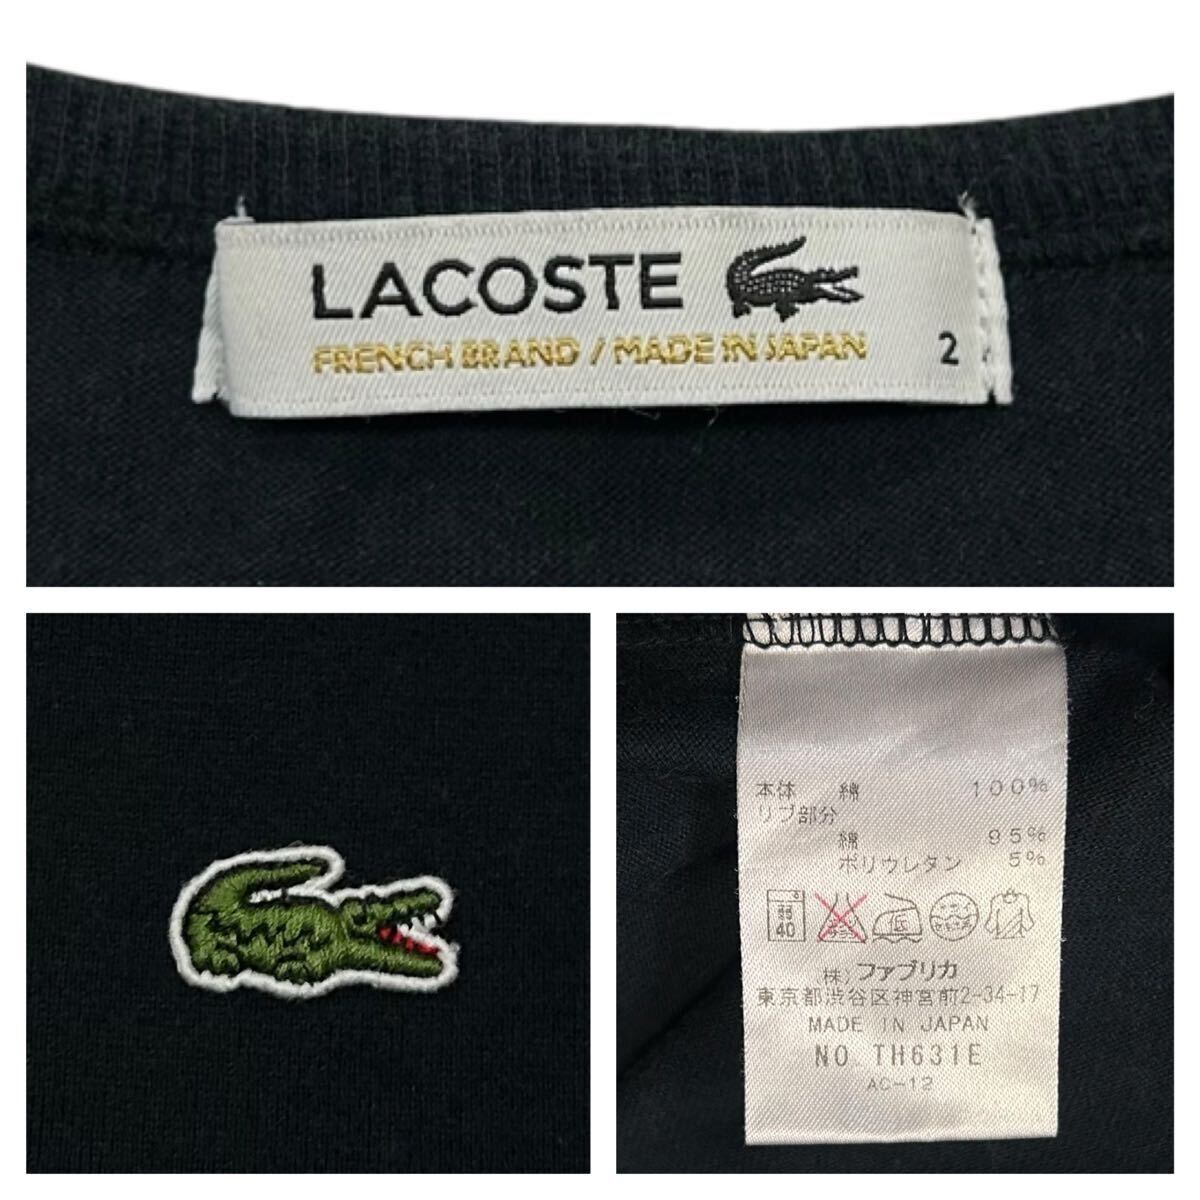 LACOSTE
FRENCH BRAND / MADE IN JAPAN 2
本体 綿 100%
リブ部分
綿 95%
ポリウレタン 5%
40
株)ファブリカ
東京都渋谷区神宮前2-34-17
MADE IN JAPAN
NO. TH631E
AC-12